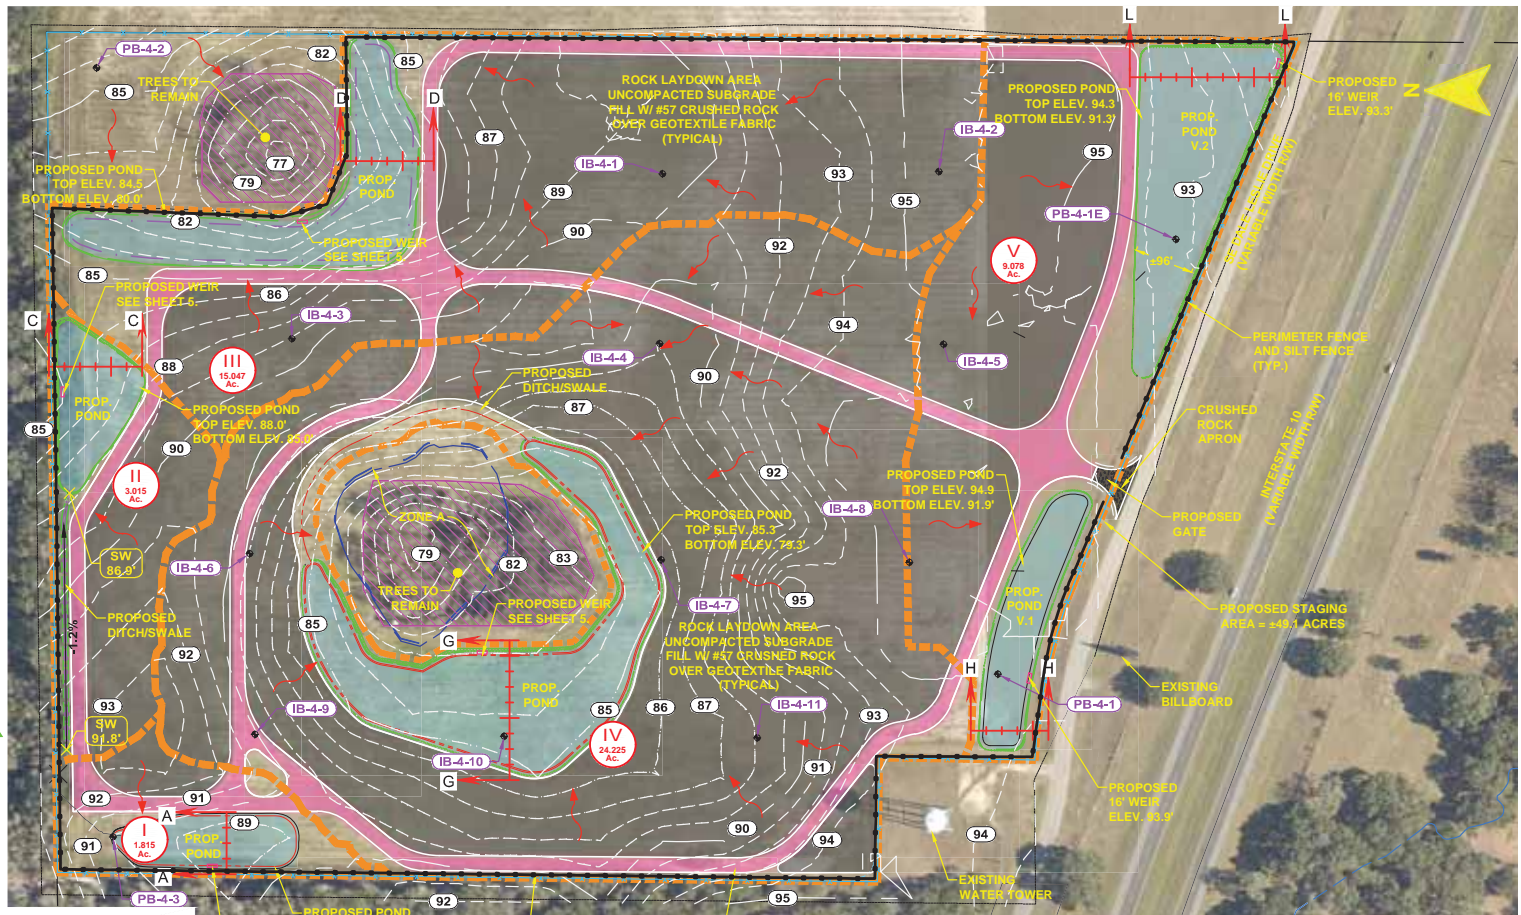 L
L
PB-4-2
82
85
TREES TO
REMAIN
85
D
D
77
79
PROPOSED POND
TOP ELEV. 84.5
BOTTOM ELEV. 80.0'
82
PROP.
POND
PROPOSED WEIR
SEE SHEET 5
ROCK LAYDOWN AREA
UNCOMPACTED SUBGRADE
FILL W/ #57 CRUSHED ROCK
OVER GEOTEXTILE FABRIC
(TYPICAL)
87
IB-4-1
89
90
93
95
92
94
IB-4-2
PROPOSED POND
TOP ELEV. 94.3
BOTTOM ELEV. 91.3'
95
PROP.
POND
V.2
93
PB-4-1E
±96'
PROPOSED
16' WEIR
ELEV. 93.3'
N
(VARIABLE WIDTH R/W)
V
9.078
Ac.
85
PROPOSED WEIR
SEE SHEET 5.
86
IB-4-3
C
C
88
III
15.047
Ac.
PROP.
POND
PROPOSED POND
TOP ELEV. 88.0'
BOTTOM ELEV. 85.0'
85
90
II
3.015
Ac.
IB-4-4
IB-4-5
PROPOSED
DITCH/SWALE
87
90
92
PERIMETER FENCE
AND SILT FENCE
(TYP.)
CRUSHED
ROCK
APRON
INTERSTATE 10
(VARIABLE WIDTH R/W)
PROPOSED POND
TOP ELEV. 94.9
BOTTOM ELEV. 91.9'
IB-4-8
PROPOSED
GATE
ZONE A
79
82
83
TREES TO
REMAIN
PROPOSED POND
TOP ELEV. 85.3
BOTTOM ELEV. 79.3'
SW
86.9'
IB-4-6
PROPOSED
DITCH/SWALE
-1.2%
85
92
PROPOSED WEIR
SEE SHEET 5.
G
IB-4-7
95
ROCK LAYDOWN AREA
UNCOMPACTED SUBGRADE
FILL W/ #57 CRUSHED ROCK
OVER GEOTEXTILE FABRIC
(TYPICAL)
PROP.
POND
V.1
PROPOSED STAGING
AREA = ±49.1 ACRES
H
H
EXISTING
BILLBOARD
PB-4-1
93
SW
91.8'
IB-4-9
PROP.
POND
85
86
87
IB-4-11
93
IV
24.225
Ac.
IB-4-10
G
91
92
91
A
89
I
1.815
Ac.
PROP.
POND
91
A
PB-4-3
90
94
94
PROPOSED
16' WEIR
ELEV. 93.9'
EXISTING
WATER TOWER
92
95
PROPOSED POND